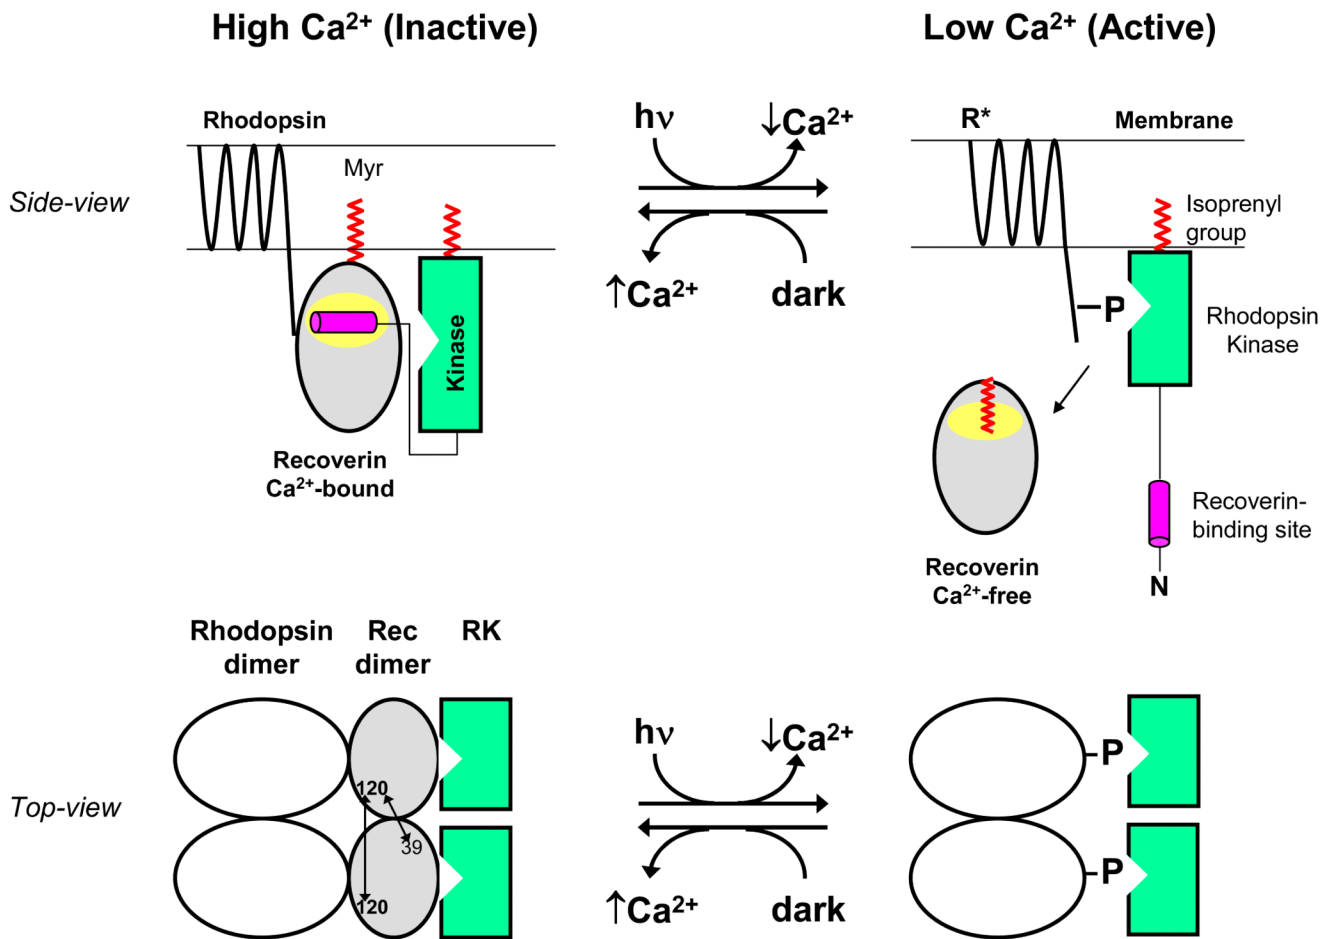 High Ca²⁺ (Inactive)
Low Ca²⁺ (Active)
Rhodopsin
Myr
Side-view
Kinase
Recoverin
Ca²⁺-bound
hν
↓Ca²⁺
↑Ca²⁺
dark
R*
Membrane
Isoprenyl
group
P
Rhodopsin
Kinase
Recoverin-
binding site
N
Recoverin
Ca²⁺-free
Rhodopsin
dimer
Rec
dimer
RK
Top-view
120
39
120
hν
↓Ca²⁺
↑Ca²⁺
dark
P
P